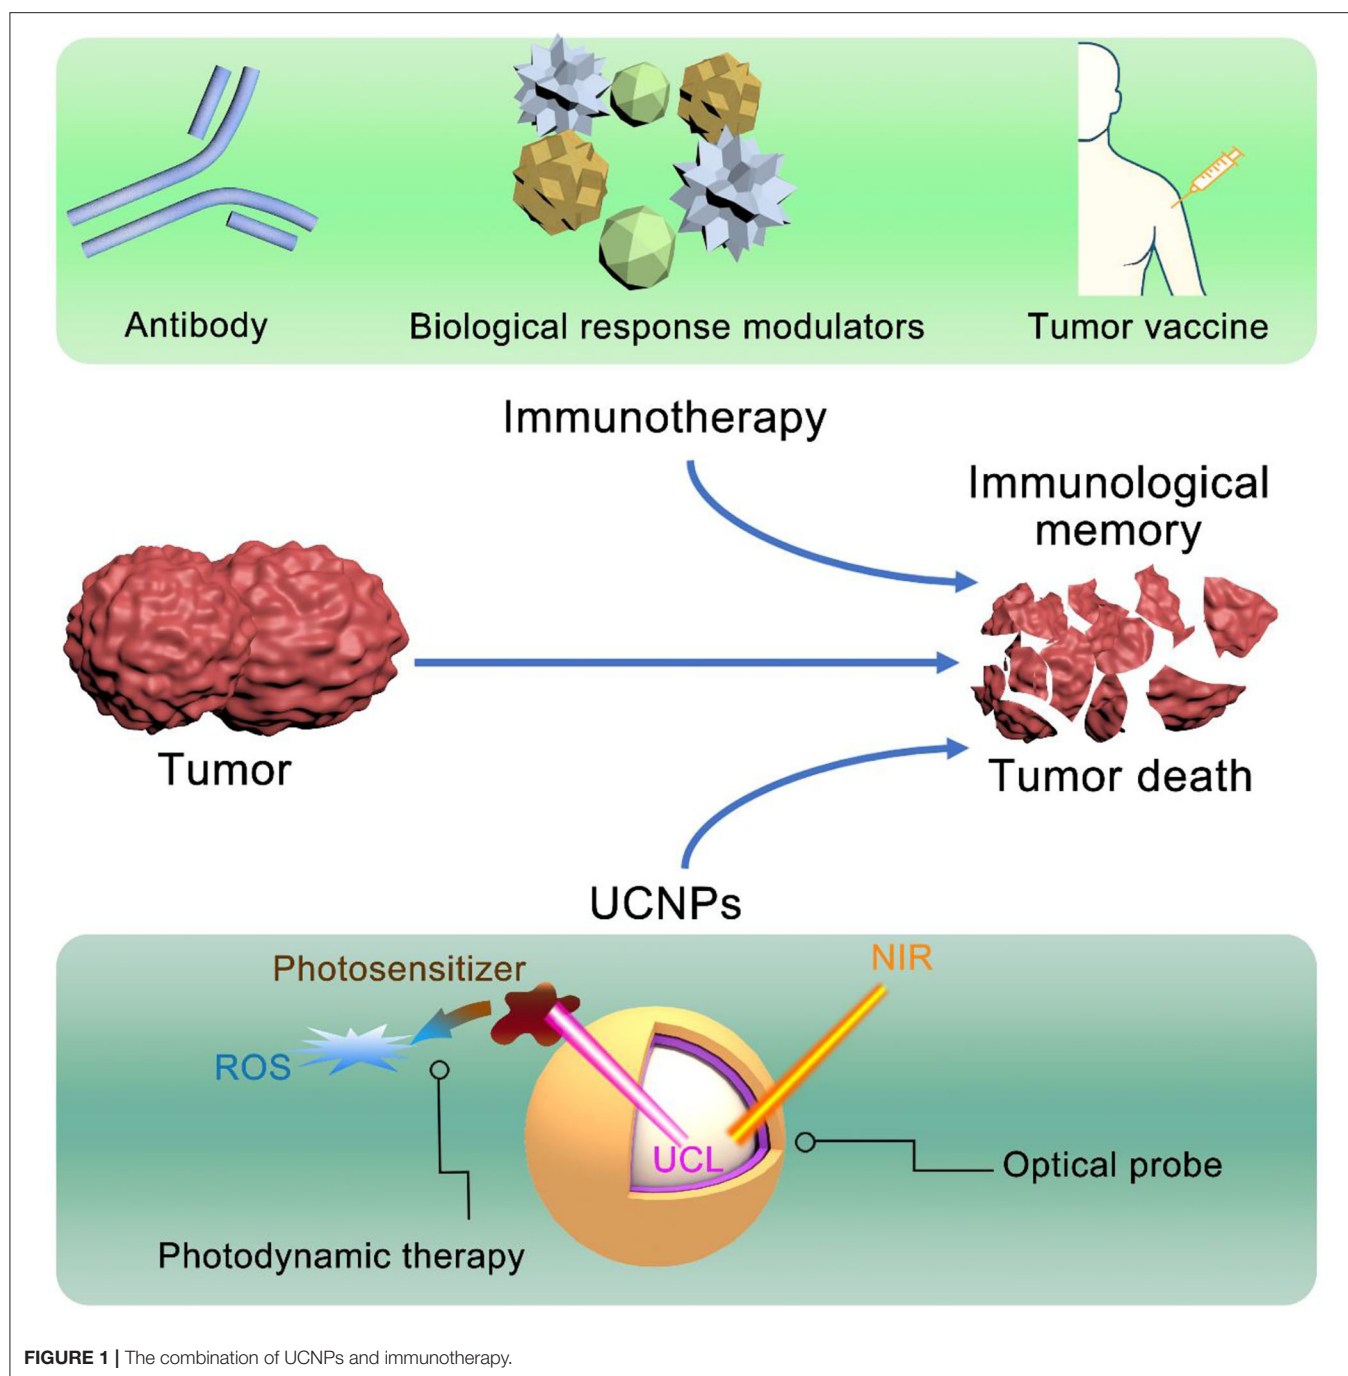 Antibody
Biological response modulators
Tumor vaccine
Immunotherapy
Immunological
memory
Tumor
Tumor death
UCNPs
Photosensitizer
NIR
ROS
UCL
Optical probe
Photodynamic therapy
FIGURE 1 | The combination of UCNPs and immunotherapy.